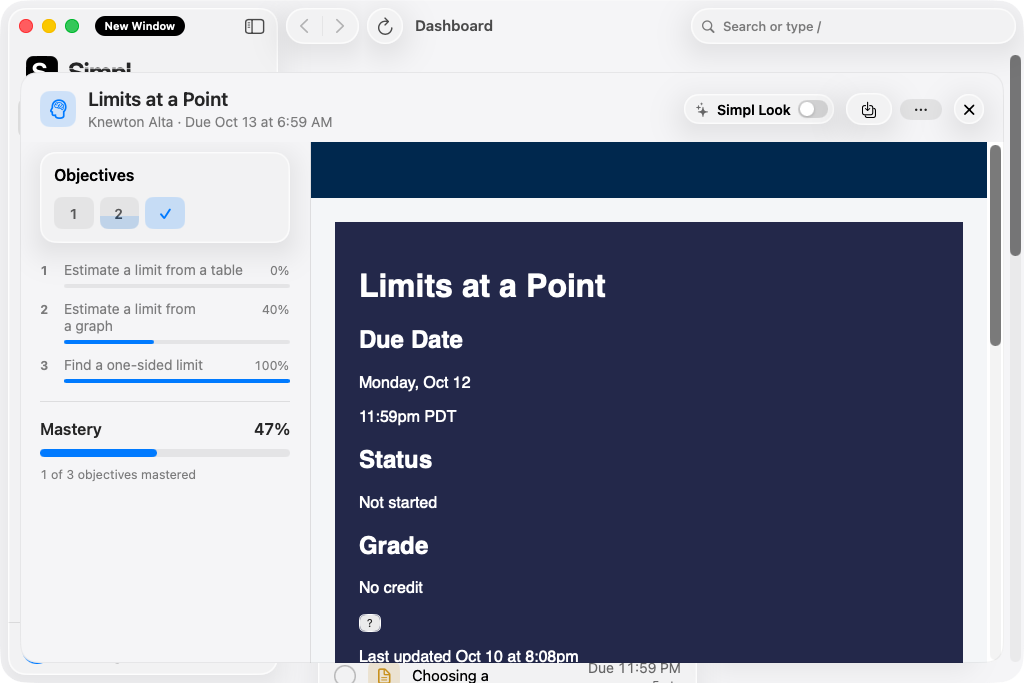 New Window
Dashboard
Search or type /
Simpl
Limits at a Point
Knewton Alta · Due Oct 13 at 6:59 AM
Simpl Look
Objectives
1
2
1 Estimate a limit from a table 0%
2 Estimate a limit from 40%
a graph
3 Find a one-sided limit 100%
Mastery 47%
1 of 3 objectives mastered
Limits at a Point
Due Date
Monday, Oct 12
11:59pm PDT
Status
Not started
Grade
No credit
?
Last updated Oct 10 at 8:08pm
Choosing a
Due 11:59 PM